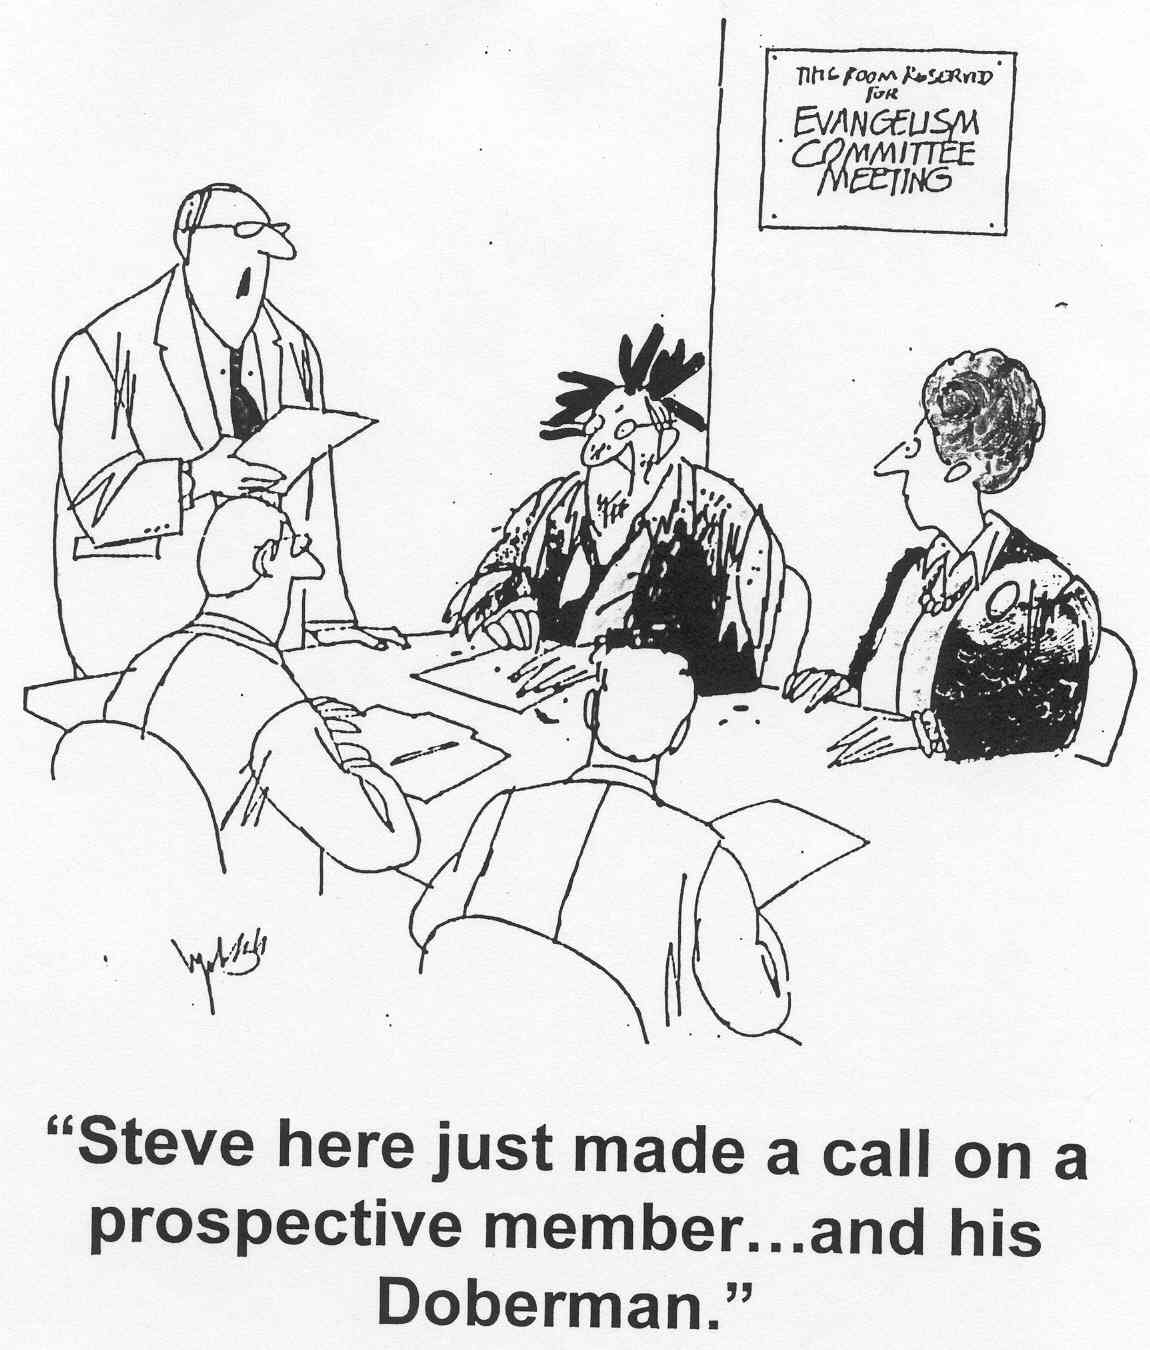 THIS ROOM RESERVED
FOR
EVANGELISM
COMMITTEE
MEETING
“Steve here just made a call on a
prospective member...and his
Doberman.”